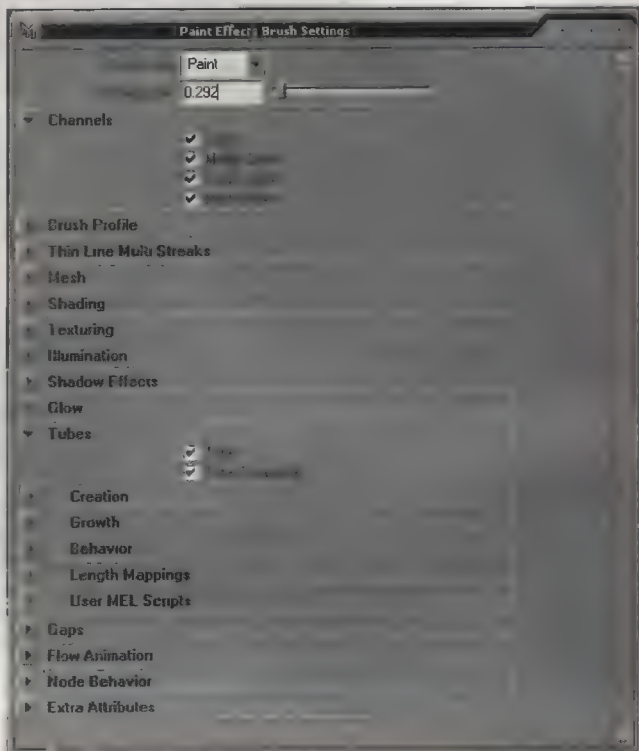 Paint Effects Brush Settings
Paint
0.292
Channels
Brush Profile
Thin Line Multi Streaks
Mesh
Shading
Texturing
Illumination
Shadow Effects
Glow
Tubes
Creation
Growth
Behavior
Length Mappings
User MEL Scripts
Gaps
Flow Animation
Node Behavior
Extra Attributes